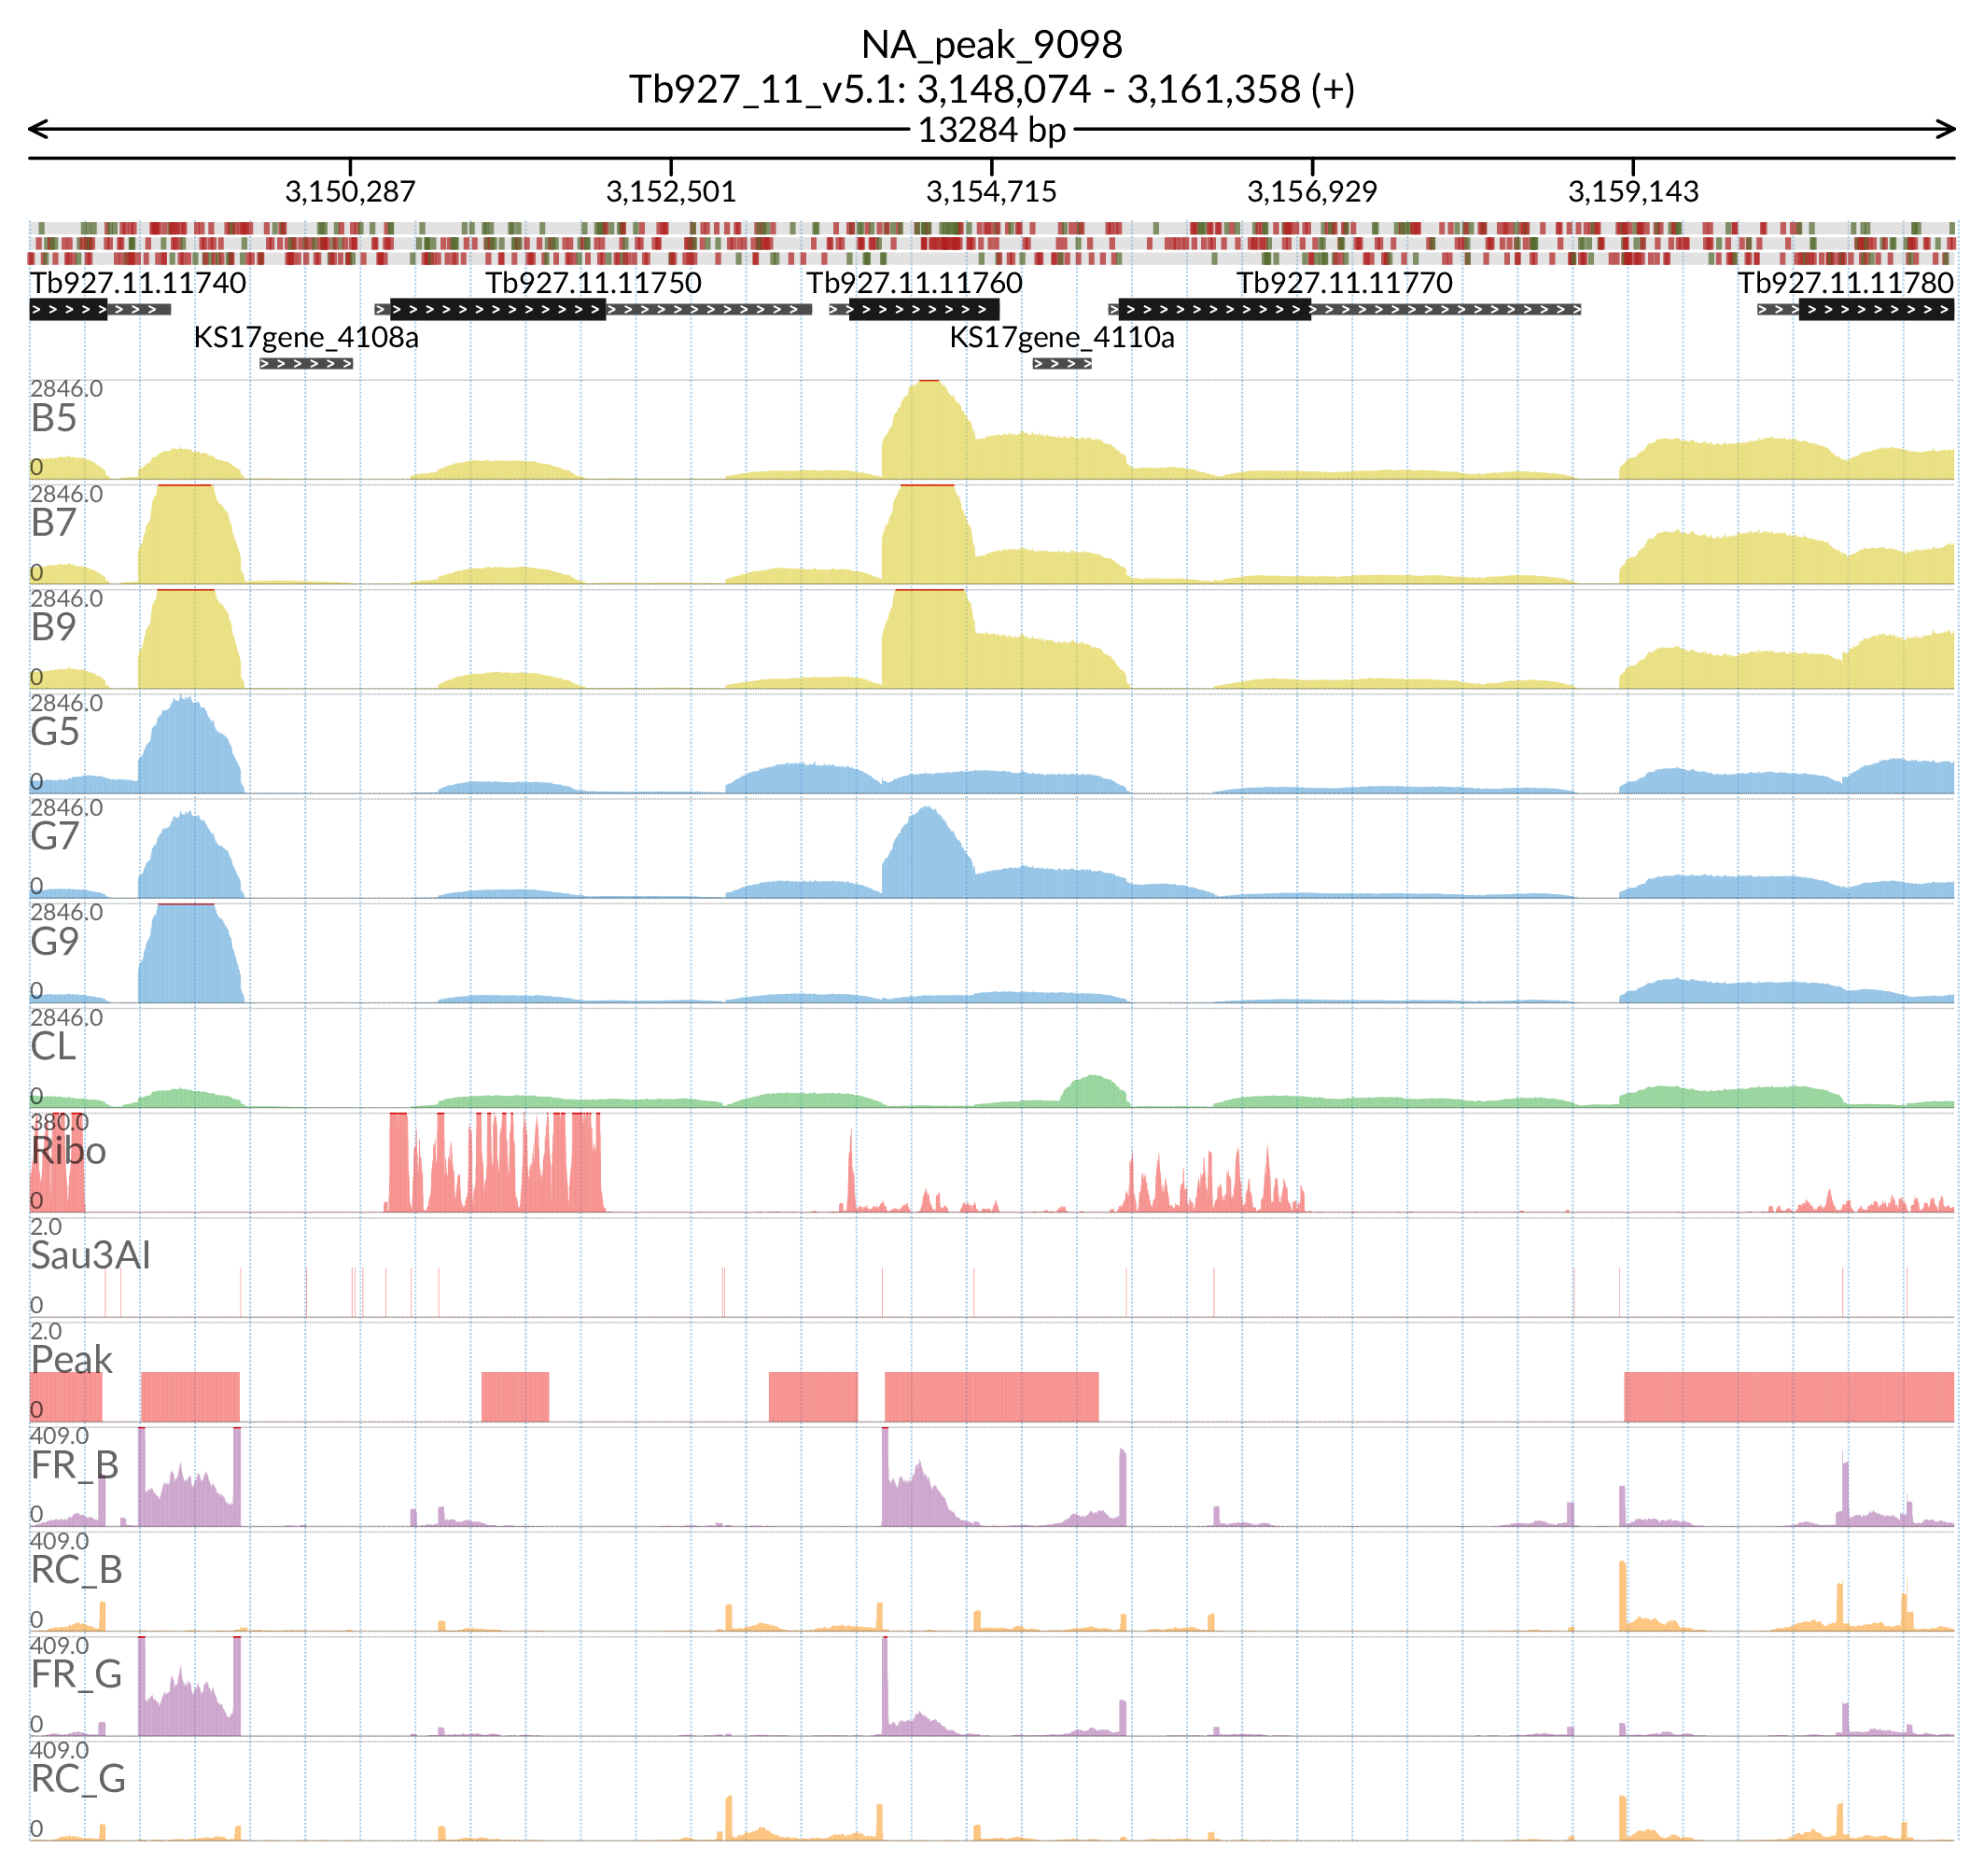 NA_peak_9098
Tb927_11_v5.1: 3,148,074 - 3,161,358 (+)
13284 bp
3,150,287 3,152,501 3,154,715 3,156,929 3,159,143
Tb927.11.11740 Tb927.11.11750 Tb927.11.11760 Tb927.11.11770 Tb927.11.11780
KS17gene_4108a KS17gene_4110a
2846.0
B5
0
2846.0
B7
0
2846.0
B9
0
2846.0
G5
0
2846.0
G7
0
2846.0
G9
0
2846.0
CL
0
380.0
Ribo
0
2.0
Sau3AI
0
2.0
Peak
0
409.0
FR_B
0
409.0
RC_B
0
409.0
FR_G
0
409.0
RC_G
0